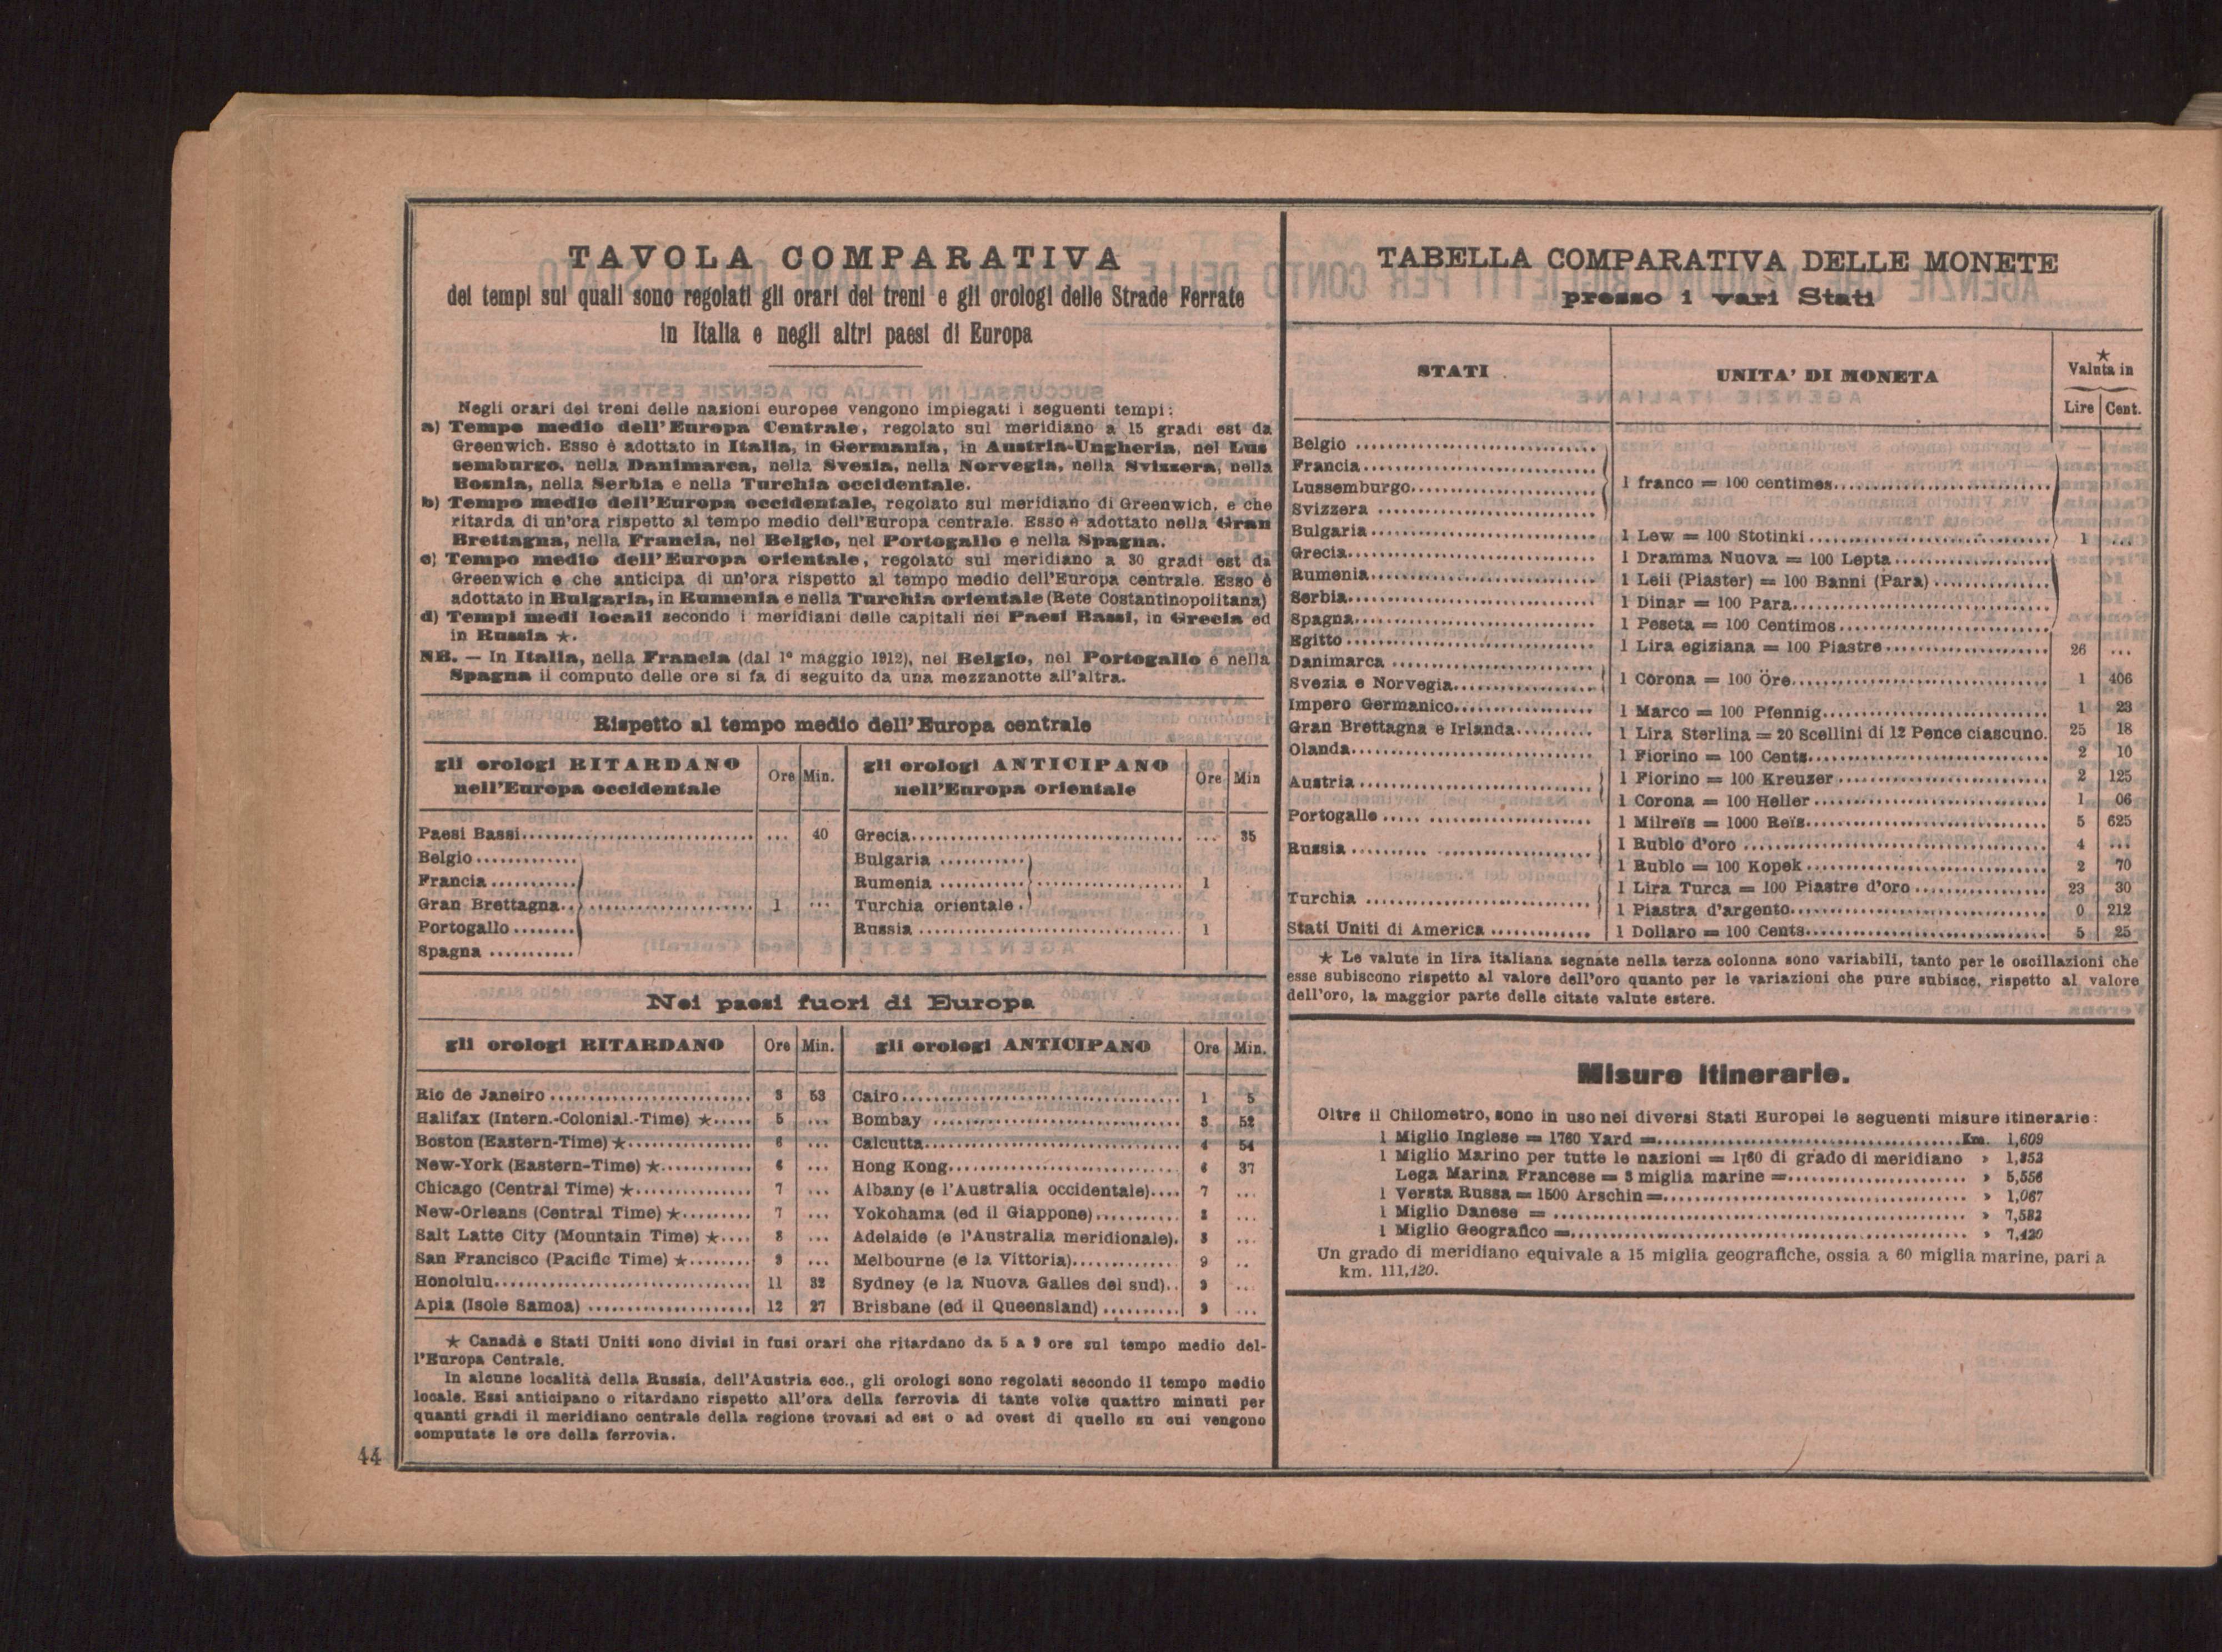 TAVOLA COMPARATIVA
dei tempi sui quali sono regolati gli orari dei treni e gli orologi delle Strade Ferrate
in Italia e negli altri paesi di Europa
Negli orari dei treni delle nazioni europee vengono impiegati i seguenti tempi:
a) Tempo medio dell'Europa Centrale, regolato sul meridiano a 15 gradi est da
Greenwich. Esso è adottato in Italia, in Germania, in Austria-Ungheria, nel Lus
semburgo, nella Danimarca, nella Svezia, nella Norvegia, nella Svizzera, nella
Bosnia, nella Serbia e nella Turchia occidentale.
b) Tempo medio dell'Europa occidentale, regolato sul meridiano di Greenwich, e che
ritarda di un'ora rispetto al tempo medio dell'Europa centrale. Esso è adottato nella Gran
Brettagna, nella Francia, nel Belgio, nel Portogallo e nella Spagna.
c) Tempo medio dell'Europa orientale, regolato sul meridiano a 30 gradi est da
Greenwich e che anticipa di un'ora rispetto al tempo medio dell'Europa centrale. Esso è
adottato in Bulgaria, in Rumenia e nella Turchia orientale (Rete Costantinopolitana)
d) Tempi medi locali secondo i meridiani delle capitali nei Paesi Bassi, in Grecia ed
in Russia ★.
NB. — In Italia, nella Francia (dal 1° maggio 1912), nel Belgio, nel Portogallo e nella
Spagna il computo delle ore si fa di seguito da una mezzanotte all'altra.
Rispetto al tempo medio dell'Europa centrale
gli orologi RITARDANO nell'Europa occidentale | Ore | Min. | gli orologi ANTICIPANO nell'Europa orientale | Ore | Min
Paesi Bassi ... 40 | Grecia ... 35
Belgio | Bulgaria
Francia | Rumenia 1
Gran Brettagna 1 ... | Turchia orientale
Portogallo | Russia 1
Spagna
Nei paesi fuori di Europa
gli orologi RITARDANO | Ore | Min. | gli orologi ANTICIPANO | Ore | Min.
Rio de Janeiro 3 53 | Cairo 1 5
Halifax (Intern.-Colonial.-Time) ★ 5 ... | Bombay 3 52
Boston (Eastern-Time) ★ 6 ... | Calcutta 4 54
New-York (Eastern-Time) ★ 6 ... | Hong Kong 6 37
Chicago (Central Time) ★ 7 ... | Albany (e l'Australia occidentale) 7 ...
New-Orleans (Central Time) ★ 7 ... | Yokohama (ed il Giappone) 8 ...
Salt Latte City (Mountain Time) ★ 8 ... | Adelaide (e l'Australia meridionale). 8 ...
San Francisco (Pacific Time) ★ 9 ... | Melbourne (e la Vittoria) 9 ..
Honolulu 11 32 | Sydney (e la Nuova Galles del sud) 9 ...
Apia (Isole Samoa) 12 27 | Brisbane (ed il Queensland) 9 ...
★ Canadà e Stati Uniti sono divisi in fusi orari che ritardano da 5 a 9 ore sul tempo medio del-
l'Europa Centrale.
In alcune località della Russia, dell'Austria ecc., gli orologi sono regolati secondo il tempo medio
locale. Essi anticipano o ritardano rispetto all'ora della ferrovia di tante volte quattro minuti per
quanti gradi il meridiano centrale della regione trovasi ad est o ad ovest di quello su cui vengono
computate le ore della ferrovia.
44
TABELLA COMPARATIVA DELLE MONETE
presso i vari Stati
STATI | UNITA' DI MONETA | ★ Valuta in Lire | Cent.
Belgio
Francia
Lussemburgo | 1 franco = 100 centimes
Svizzera
Bulgaria | 1 Lew = 100 Stotinki | 1 | ...
Grecia | 1 Dramma Nuova = 100 Lepta
Rumenia | 1 Leii (Piaster) = 100 Banni (Para)
Serbia | 1 Dinar = 100 Para
Spagna | 1 Peseta = 100 Centimos
Egitto | 1 Lira egiziana = 100 Piastre | 26 | ...
Danimarca
Svezia e Norvegia | 1 Corona = 100 Öre | 1 | 406
Impero Germanico | 1 Marco = 100 Pfennig | 1 | 23
Gran Brettagna e Irlanda | 1 Lira Sterlina = 20 Scellini di 12 Pence ciascuno. | 25 | 18
Olanda | 1 Fiorino = 100 Cents | 2 | 10
Austria | 1 Fiorino = 100 Kreuzer | 2 | 125
1 Corona = 100 Heller | 1 | 06
Portogallo | 1 Milreïs = 1000 Reïs | 5 | 625
Russia | 1 Rublo d'oro | 4 | ...
1 Rublo = 100 Kopek | 2 | 70
Turchia | 1 Lira Turca = 100 Piastre d'oro | 23 | 30
1 Piastra d'argento | 0 | 212
Stati Uniti di America | 1 Dollaro = 100 Cents | 5 | 25
★ Le valute in lira italiana segnate nella terza colonna sono variabili, tanto per le oscillazioni che
esse subiscono rispetto al valore dell'oro quanto per le variazioni che pure subisce, rispetto al valore
dell'oro, la maggior parte delle citate valute estere.
Misure itinerarie.
Oltre il Chilometro, sono in uso nei diversi Stati Europei le seguenti misure itinerarie:
1 Miglio Inglese = 1760 Yard = Km. 1,609
1 Miglio Marino per tutte le nazioni = 1|60 di grado di meridiano » 1,852
Lega Marina Francese = 3 miglia marine = » 5,556
1 Versta Russa = 1500 Arschin = » 1,067
1 Miglio Danese = » 7,532
1 Miglio Geografico = » 7,420
Un grado di meridiano equivale a 15 miglia geografiche, ossia a 60 miglia marine, pari a
km. 111,120.